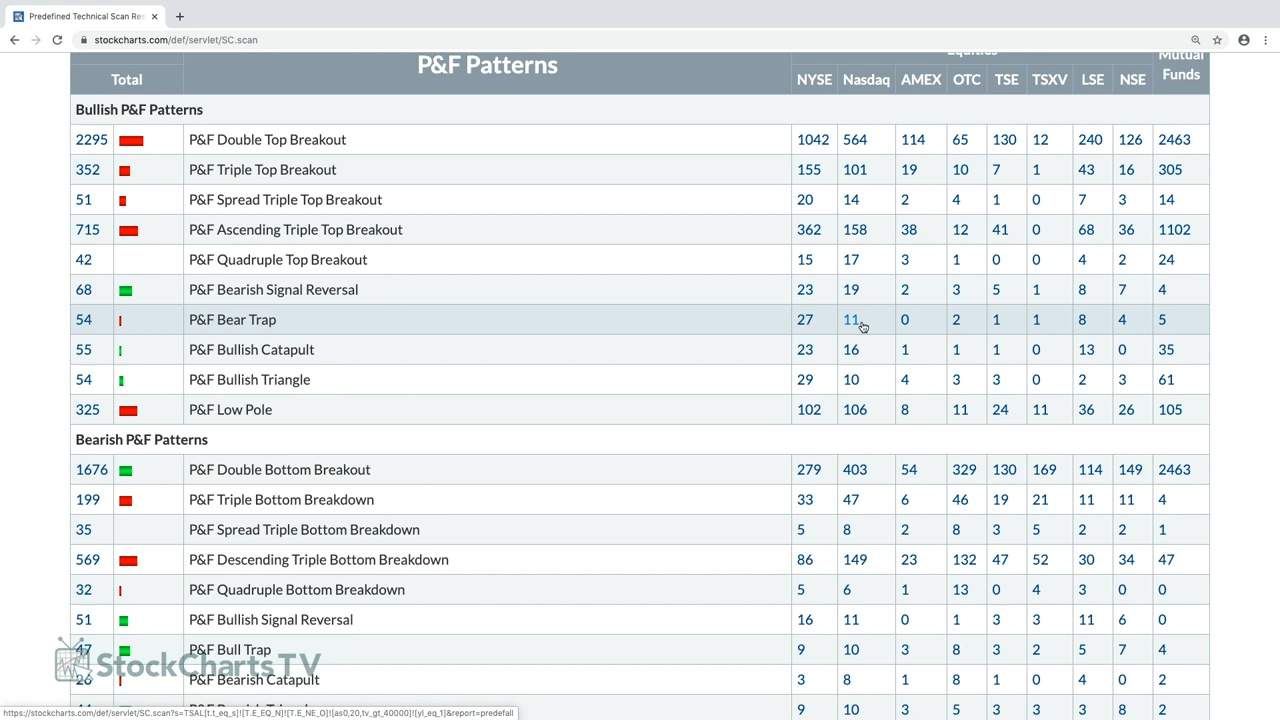 Predefined Technical Scan Res
stockcharts.com/def/servlet/SC.scan
Total P&F Patterns Equities Mutual Funds
NYSE Nasdaq AMEX OTC TSE TSXV LSE NSE
Bullish P&F Patterns
2295 P&F Double Top Breakout 1042 564 114 65 130 12 240 126 2463
352 P&F Triple Top Breakout 155 101 19 10 7 1 43 16 305
51 P&F Spread Triple Top Breakout 20 14 2 4 1 0 7 3 14
715 P&F Ascending Triple Top Breakout 362 158 38 12 41 0 68 36 1102
42 P&F Quadruple Top Breakout 15 17 3 1 0 0 4 2 24
68 P&F Bearish Signal Reversal 23 19 2 3 5 1 8 7 4
54 P&F Bear Trap 27 11 0 2 1 1 8 4 5
55 P&F Bullish Catapult 23 16 1 1 1 0 13 0 35
54 P&F Bullish Triangle 29 10 4 3 3 0 2 3 61
325 P&F Low Pole 102 106 8 11 24 11 36 26 105
Bearish P&F Patterns
1676 P&F Double Bottom Breakout 279 403 54 329 130 169 114 149 2463
199 P&F Triple Bottom Breakdown 33 47 6 46 19 21 11 11 4
35 P&F Spread Triple Bottom Breakdown 5 8 2 8 3 5 2 2 1
569 P&F Descending Triple Bottom Breakdown 86 149 23 132 47 52 30 34 47
32 P&F Quadruple Bottom Breakdown 5 6 1 13 0 4 3 0 0
51 P&F Bullish Signal Reversal 16 11 0 1 3 3 11 6 0
47 P&F Bull Trap 9 10 3 8 3 2 5 7 4
StockChartsTV
26 P&F Bearish Catapult 3 8 1 8 1 0 4 0 2
9 10 3 5 3 3 3 8 2
https://stockcharts.com/def/servlet/SC.scan?s=TSAL[t.t_eq_s]![T.E_EQ_N]![T.E_NE_O]![as0,20,tv_gt_40000]![yl_eq_1]&report=predefall